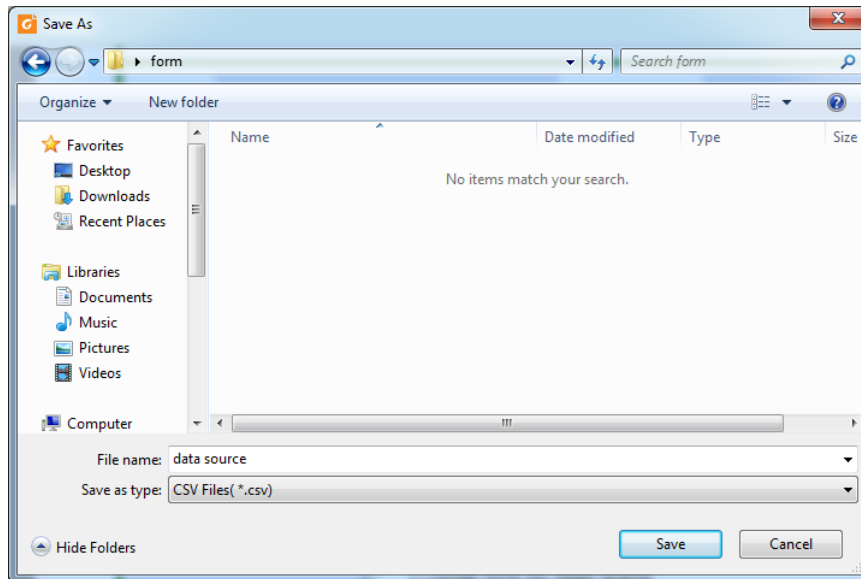 Save As
form
Search form
Organize New folder
Name Date modified Type Size
No items match your search.
Favorites
Desktop
Downloads
Recent Places
Libraries
Documents
Music
Pictures
Videos
Computer
File name: data source
Save as type: CSV Files( *.csv)
Hide Folders Save Cancel